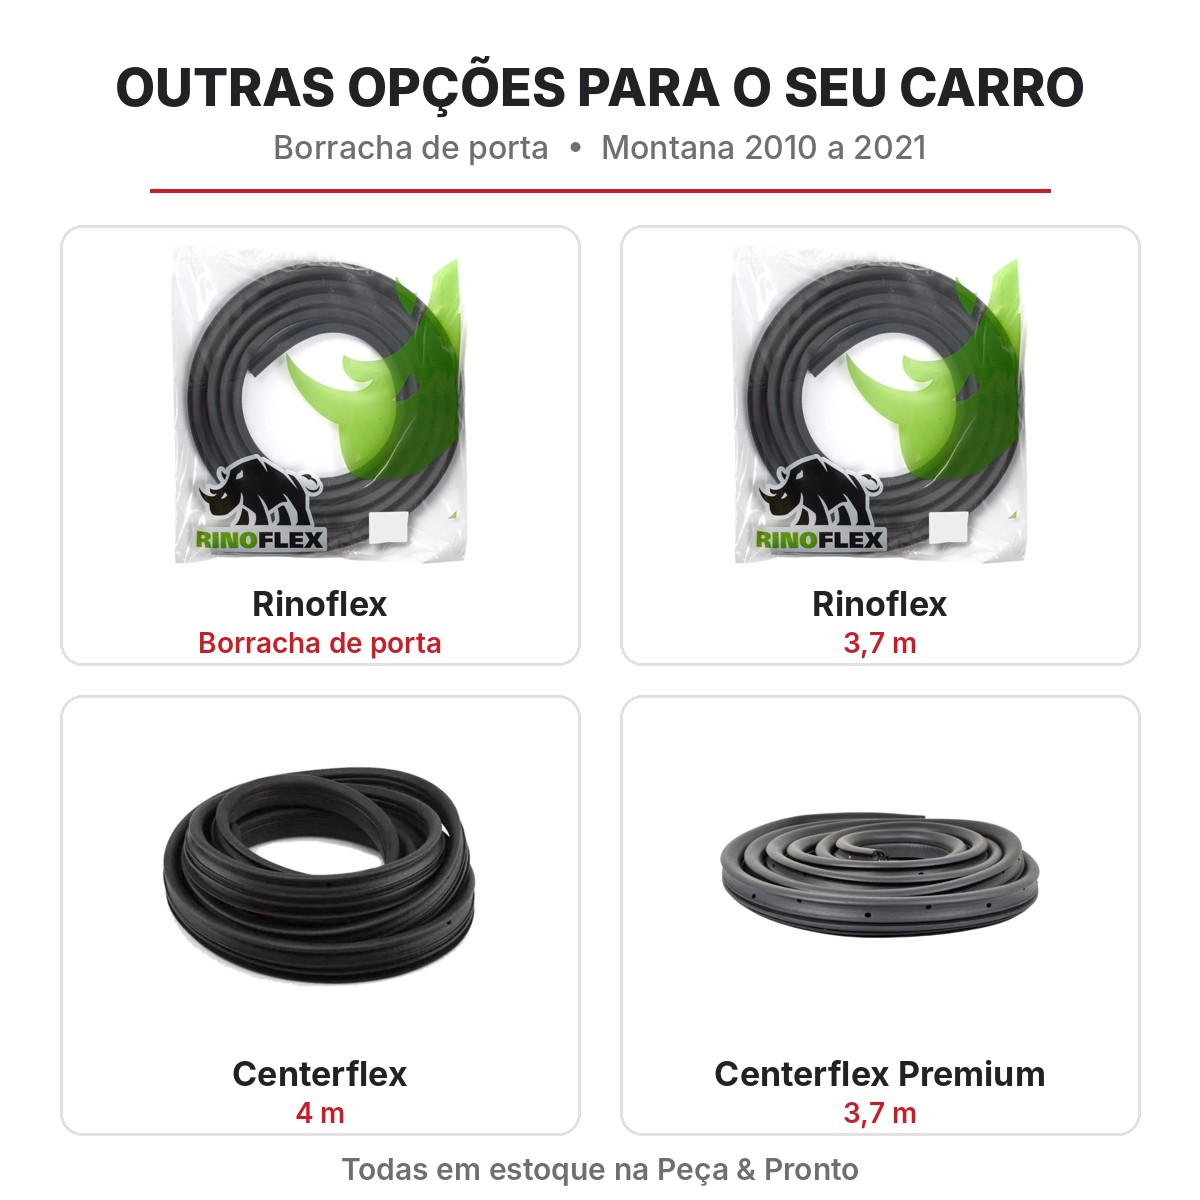 OUTRAS OPÇÕES PARA O SEU CARRO
Borracha de porta • Montana 2010 a 2021
RINOFLEX
Rinoflex
Borracha de porta
RINOFLEX
Rinoflex
3,7 m
Centerflex
4 m
Centerflex Premium
3,7 m
Todas em estoque na Peça & Pronto